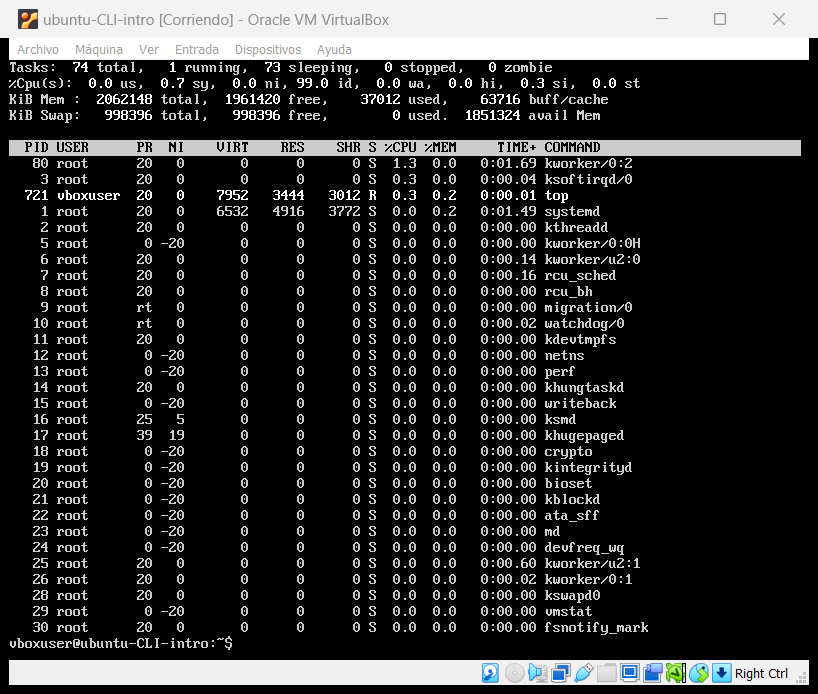 ubuntu-CLI-intro [Corriendo] - Oracle VM VirtualBox
Archivo Máquina Ver Entrada Dispositivos Ayuda
Tasks:  74 total,   1 running,  73 sleeping,   0 stopped,   0 zombie
%Cpu(s):  0.0 us,  0.7 sy,  0.0 ni, 99.0 id,  0.0 wa,  0.0 hi,  0.3 si,  0.0 st
KiB Mem :  2062148 total,  1961420 free,    37012 used,    63716 buff/cache
KiB Swap:   998396 total,   998396 free,        0 used.  1851324 avail Mem
PID USER PR NI VIRT RES SHR S %CPU %MEM TIME+ COMMAND
80 root 20 0 0 0 0 S 1.3 0.0 0:01.69 kworker/0:2
3 root 20 0 0 0 0 S 0.3 0.0 0:00.04 ksoftirqd/0
721 vboxuser 20 0 7952 3444 3012 R 0.3 0.2 0:00.01 top
1 root 20 0 6532 4916 3772 S 0.0 0.2 0:01.49 systemd
2 root 20 0 0 0 0 S 0.0 0.0 0:00.00 kthreadd
5 root 0 -20 0 0 0 S 0.0 0.0 0:00.00 kworker/0:0H
6 root 20 0 0 0 0 S 0.0 0.0 0:00.14 kworker/u2:0
7 root 20 0 0 0 0 S 0.0 0.0 0:00.16 rcu_sched
8 root 20 0 0 0 0 S 0.0 0.0 0:00.00 rcu_bh
9 root rt 0 0 0 0 S 0.0 0.0 0:00.00 migration/0
10 root rt 0 0 0 0 S 0.0 0.0 0:00.02 watchdog/0
11 root 20 0 0 0 0 S 0.0 0.0 0:00.00 kdevtmpfs
12 root 0 -20 0 0 0 S 0.0 0.0 0:00.00 netns
13 root 0 -20 0 0 0 S 0.0 0.0 0:00.00 perf
14 root 20 0 0 0 0 S 0.0 0.0 0:00.00 khungtaskd
15 root 0 -20 0 0 0 S 0.0 0.0 0:00.00 writeback
16 root 25 5 0 0 0 S 0.0 0.0 0:00.00 ksmd
17 root 39 19 0 0 0 S 0.0 0.0 0:00.00 khugepaged
18 root 0 -20 0 0 0 S 0.0 0.0 0:00.00 crypto
19 root 0 -20 0 0 0 S 0.0 0.0 0:00.00 kintegrityd
20 root 0 -20 0 0 0 S 0.0 0.0 0:00.00 bioset
21 root 0 -20 0 0 0 S 0.0 0.0 0:00.00 kblockd
22 root 0 -20 0 0 0 S 0.0 0.0 0:00.00 ata_sff
23 root 0 -20 0 0 0 S 0.0 0.0 0:00.00 md
24 root 0 -20 0 0 0 S 0.0 0.0 0:00.00 devfreq_wq
25 root 20 0 0 0 0 S 0.0 0.0 0:00.60 kworker/u2:1
26 root 20 0 0 0 0 S 0.0 0.0 0:00.02 kworker/0:1
28 root 20 0 0 0 0 S 0.0 0.0 0:00.00 kswapd0
29 root 0 -20 0 0 0 S 0.0 0.0 0:00.00 vmstat
30 root 20 0 0 0 0 S 0.0 0.0 0:00.00 fsnotify_mark
vboxuser@ubuntu-CLI-intro:~$
Right Ctrl